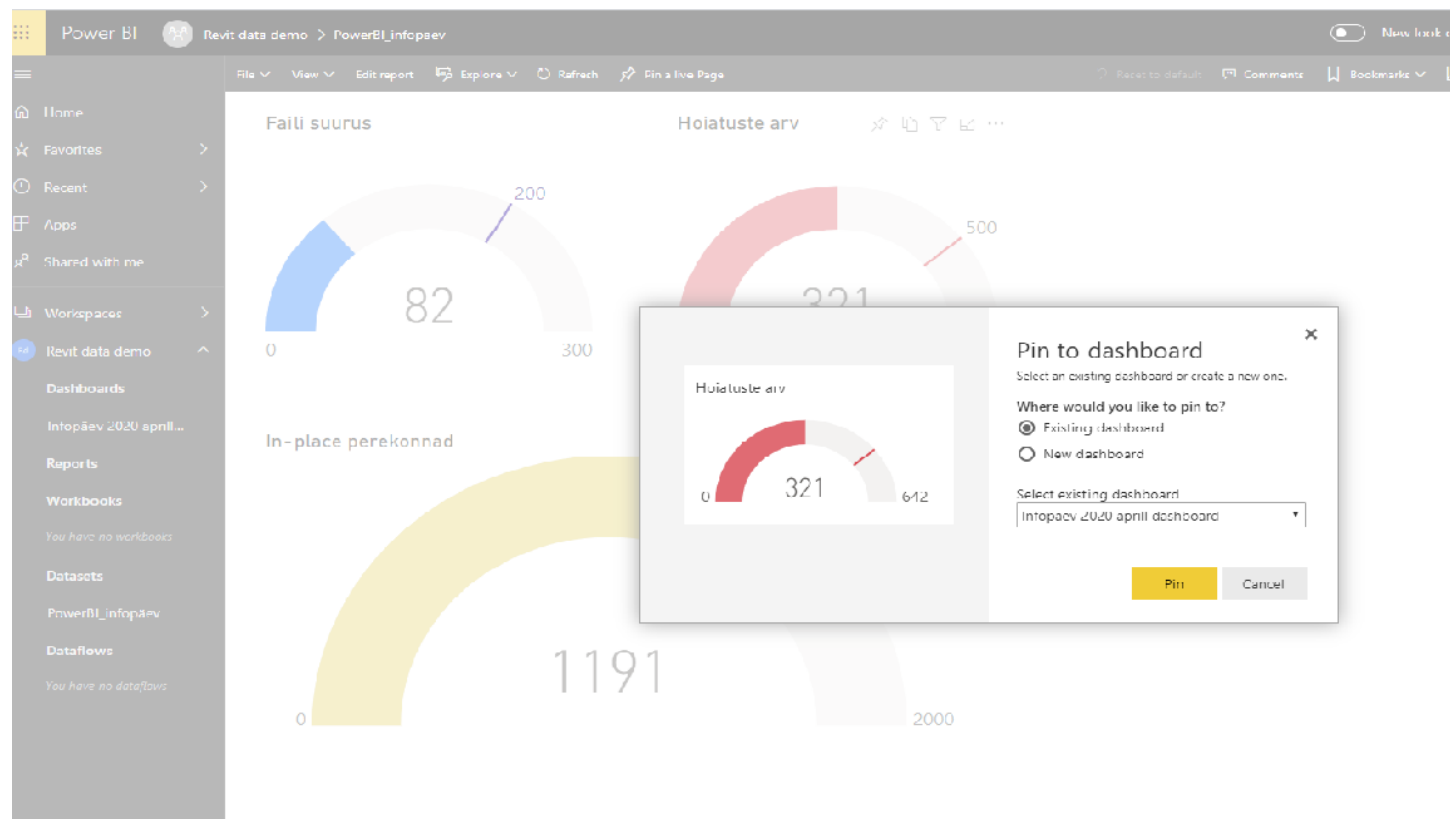 Power BI
Revit data demo > PowerBI_infopäev
New look
File View Edit report Explore Refresh Pin a live Page Reset to default Comments Bookmarks
Home
Favorites
Recent
Apps
Shared with me
Workspaces
Revit data demo
Dashboards
Infopäev 2020 aprill...
Reports
Workbooks
You have no workbooks
Datasets
PowerBI_infopäev
Dataflows
You have no dataflows
Faili suurus
200
82
0
300
Hoiatuste arv
500
321
In-place perekonnad
1191
0
2000
Hoiatuste arv
321
0
642
Pin to dashboard
Select an existing dashboard or create a new one.
Where would you like to pin to?
Existing dashboard
New dashboard
Select existing dashboard
Infopäev 2020 aprill dashboard
Pin
Cancel